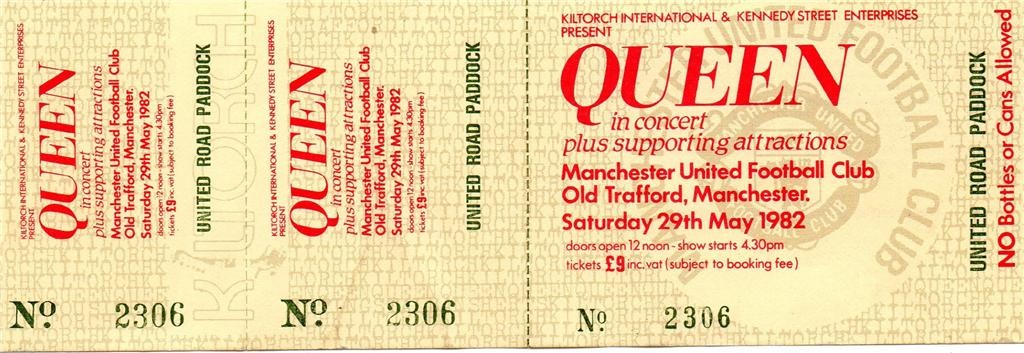 KILTORCH INTERNATIONAL & KENNEDY STREET ENTERPRISES
PRESENT
QUEEN
in concert
plus supporting attractions
Manchester United Football Club
Old Trafford, Manchester.
Saturday 29th May 1982
doors open 12 noon - show starts 4.30pm
tickets £9 inc. vat (subject to booking fee)
UNITED ROAD PADDOCK
No. 2306
KILTORCH
KILTORCH INTERNATIONAL & KENNEDY STREET ENTERPRISES
PRESENT
QUEEN
in concert
plus supporting attractions
Manchester United Football Club
Old Trafford, Manchester.
Saturday 29th May 1982
doors open 12 noon - show starts 4.30pm
tickets £9 inc. vat (subject to booking fee)
UNITED ROAD PADDOCK
No. 2306
KILTORCH INTERNATIONAL & KENNEDY STREET ENTERPRISES
PRESENT
QUEEN
in concert
plus supporting attractions
Manchester United Football Club
Old Trafford, Manchester.
Saturday 29th May 1982
doors open 12 noon - show starts 4.30pm
tickets £9 inc. vat (subject to booking fee)
No. 2306
UNITED FOOTBALL CLUB
UNITED ROAD PADDOCK
NO Bottles or Cans Allowed